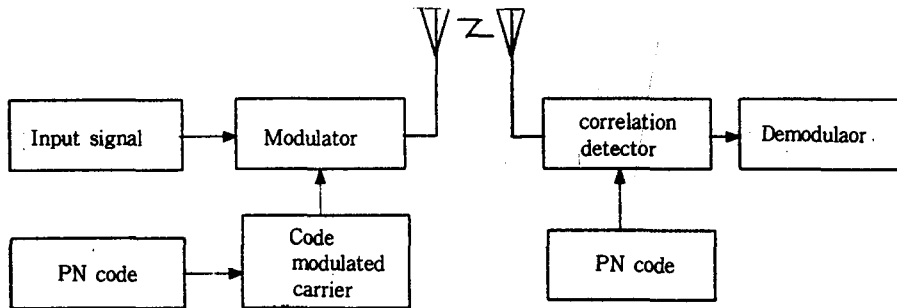 Input signal
Modulator
correlation
detector
Demodulaor
PN code
Code
modulated
carrier
PN code